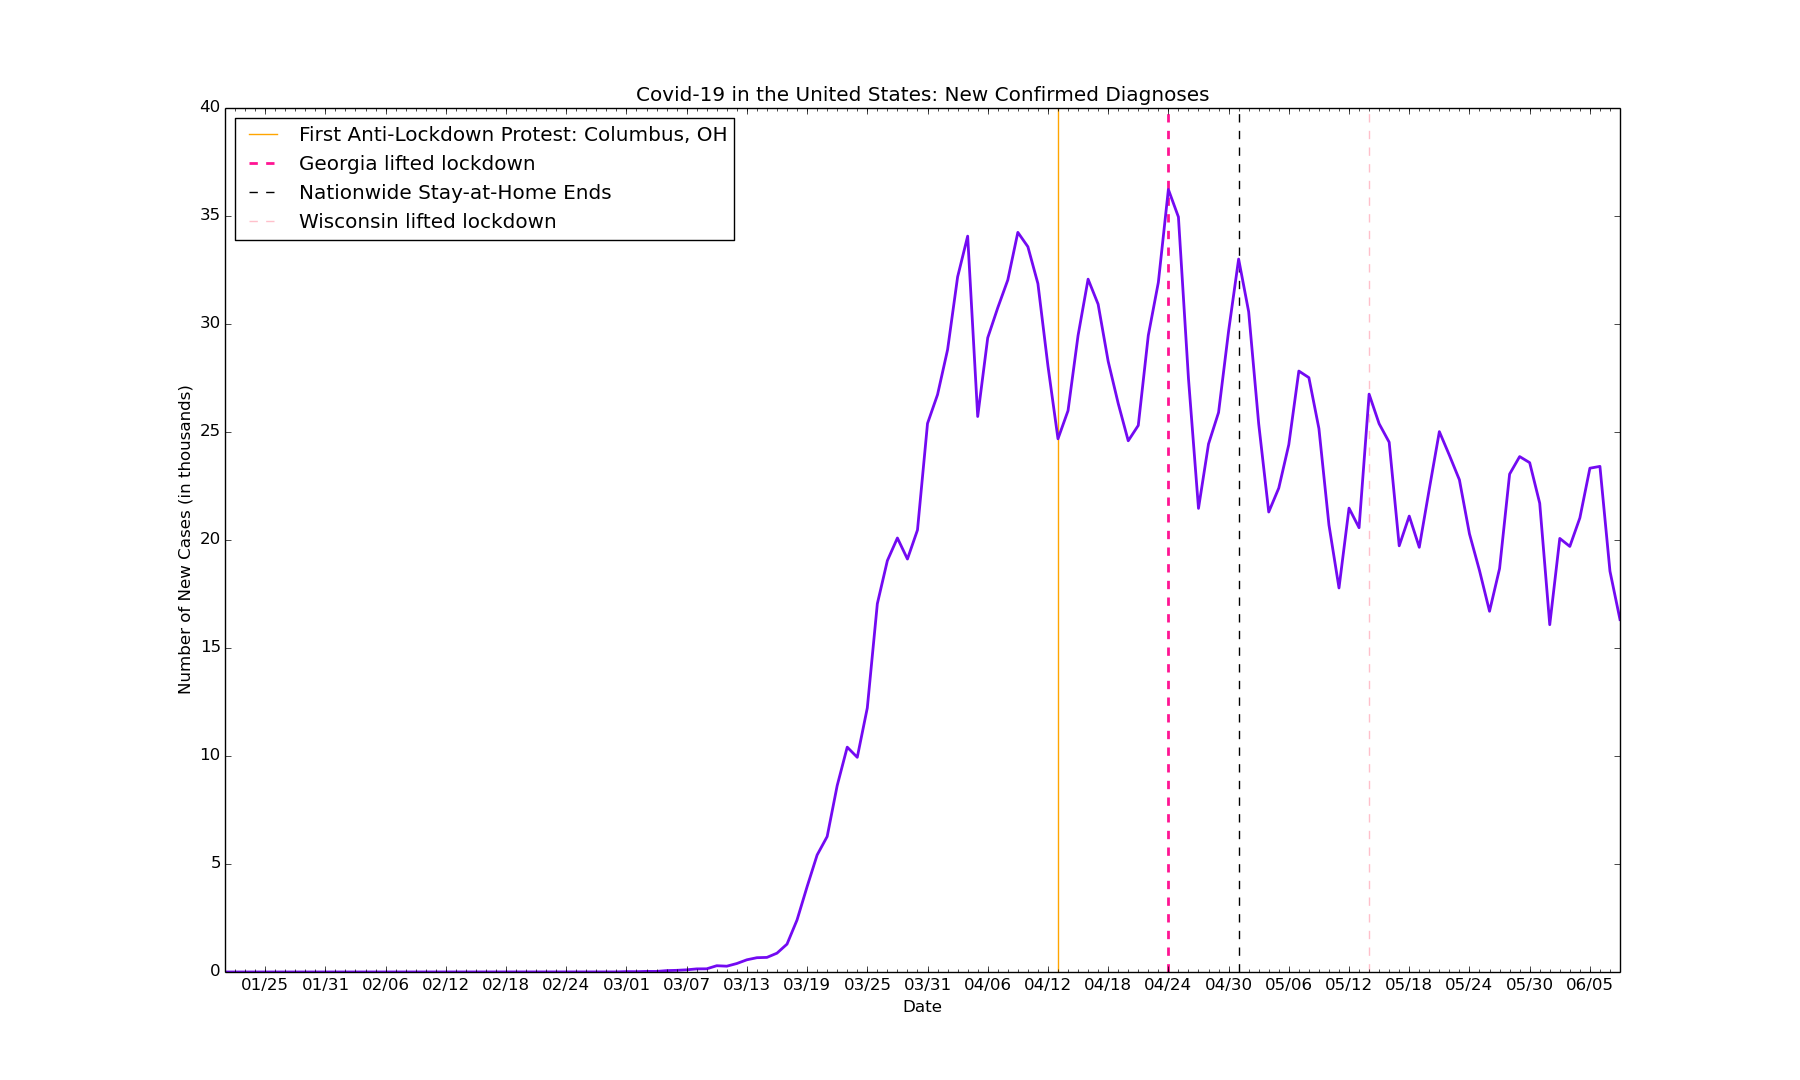 Covid-19 in the United States: New Confirmed Diagnoses
First Anti-Lockdown Protest: Columbus, OH
Georgia lifted lockdown
Nationwide Stay-at-Home Ends
Wisconsin lifted lockdown
Number of New Cases (in thousands)
40
35
30
25
20
15
10
5
0
01/25 01/31 02/06 02/12 02/18 02/24 03/01 03/07 03/13 03/19 03/25 03/31 04/06 04/12 04/18 04/24 04/30 05/06 05/12 05/18 05/24 05/30 06/05
Date